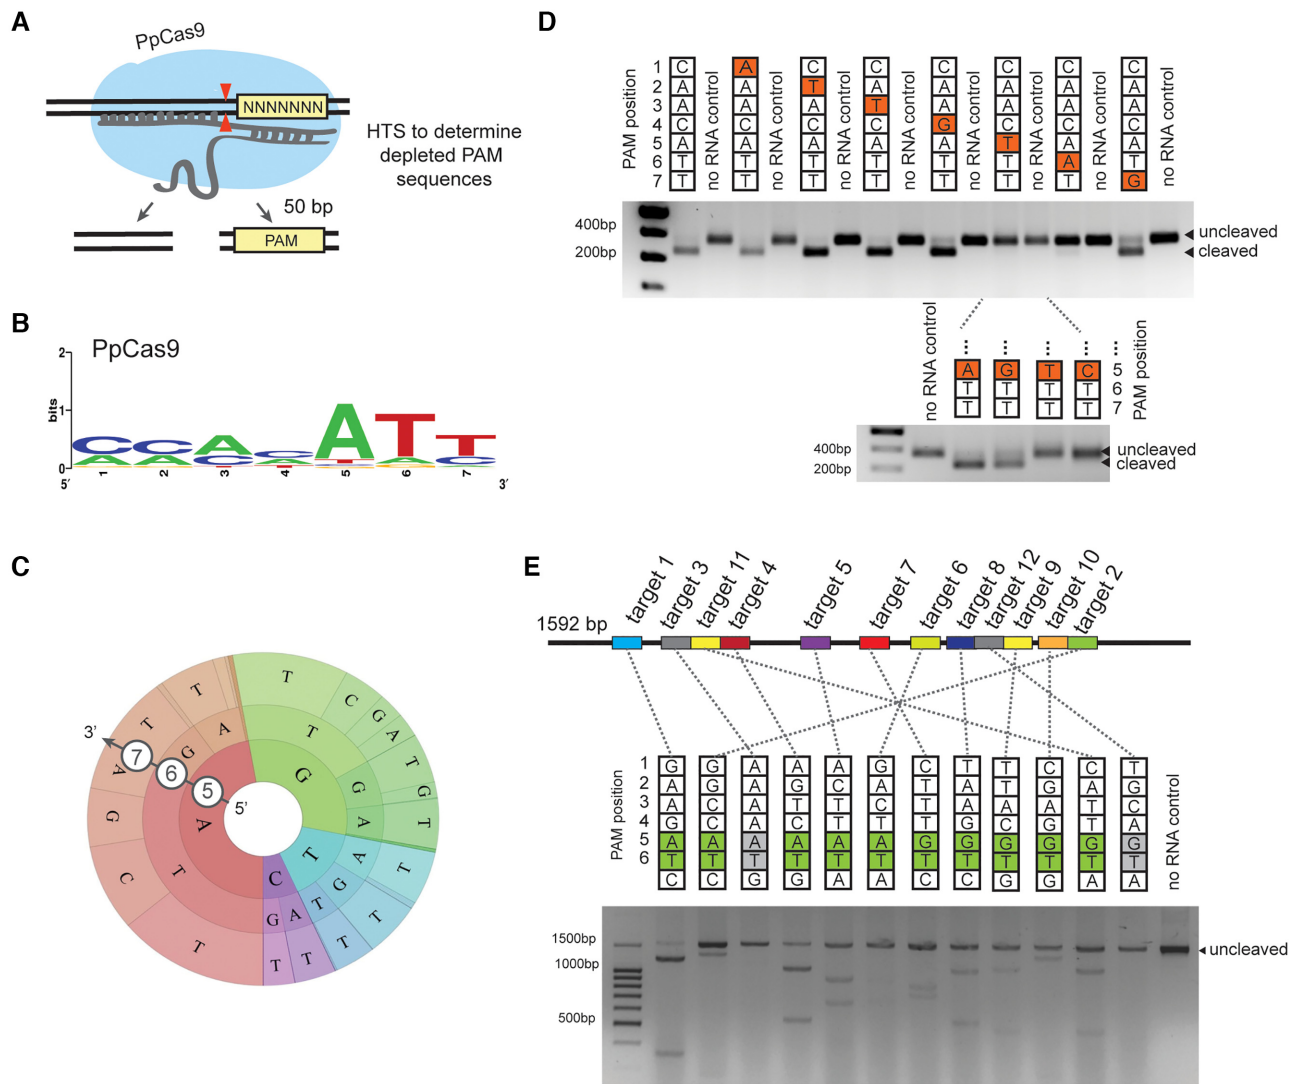 A
PpCas9
NNNNNNN
HTS to determine
depleted PAM
sequences
50 bp
PAM
B
PpCas9
bits
2
1
0
C C A C A T T
A A C A T A C
T G
1 2 3 4 5 6 7
5' 3'
C
T
T C G A T G T
T G A
G
T
A G T
T T T
C
A G
T T
A
T G A
T C G A T T
3'
7
6
5
5'
D
PAM position
no RNA control
no RNA control
no RNA control
no RNA control
no RNA control
no RNA control
no RNA control
no RNA control
1 C A C C C C C C
2 A A T A A A A A
3 A A A T A A A A
4 C C C C G C C C
5 A A A A A T A A
6 T T T T T T A T
7 T T T T T T T G
400bp
200bp
uncleaved
cleaved
no RNA control
A G T C 5
T T T T 6
T T T T 7
PAM position
400bp
200bp
uncleaved
cleaved
E
1592 bp
target 1
target 3
target 11
target 4
target 5
target 7
target 6
target 8
target 12
target 9
target 10
target 2
PAM position
1 G G A A A G C T T C C T
2 A G A G C A T A T G A G
3 A C A T T C T A A A T C
4 G C A C T T T G C G T A
5 A A A A A A G G G G G G
6 T T T T T T T T T T T T
C C G G A A C C G G A A
no RNA control
1500bp
1000bp
500bp
uncleaved